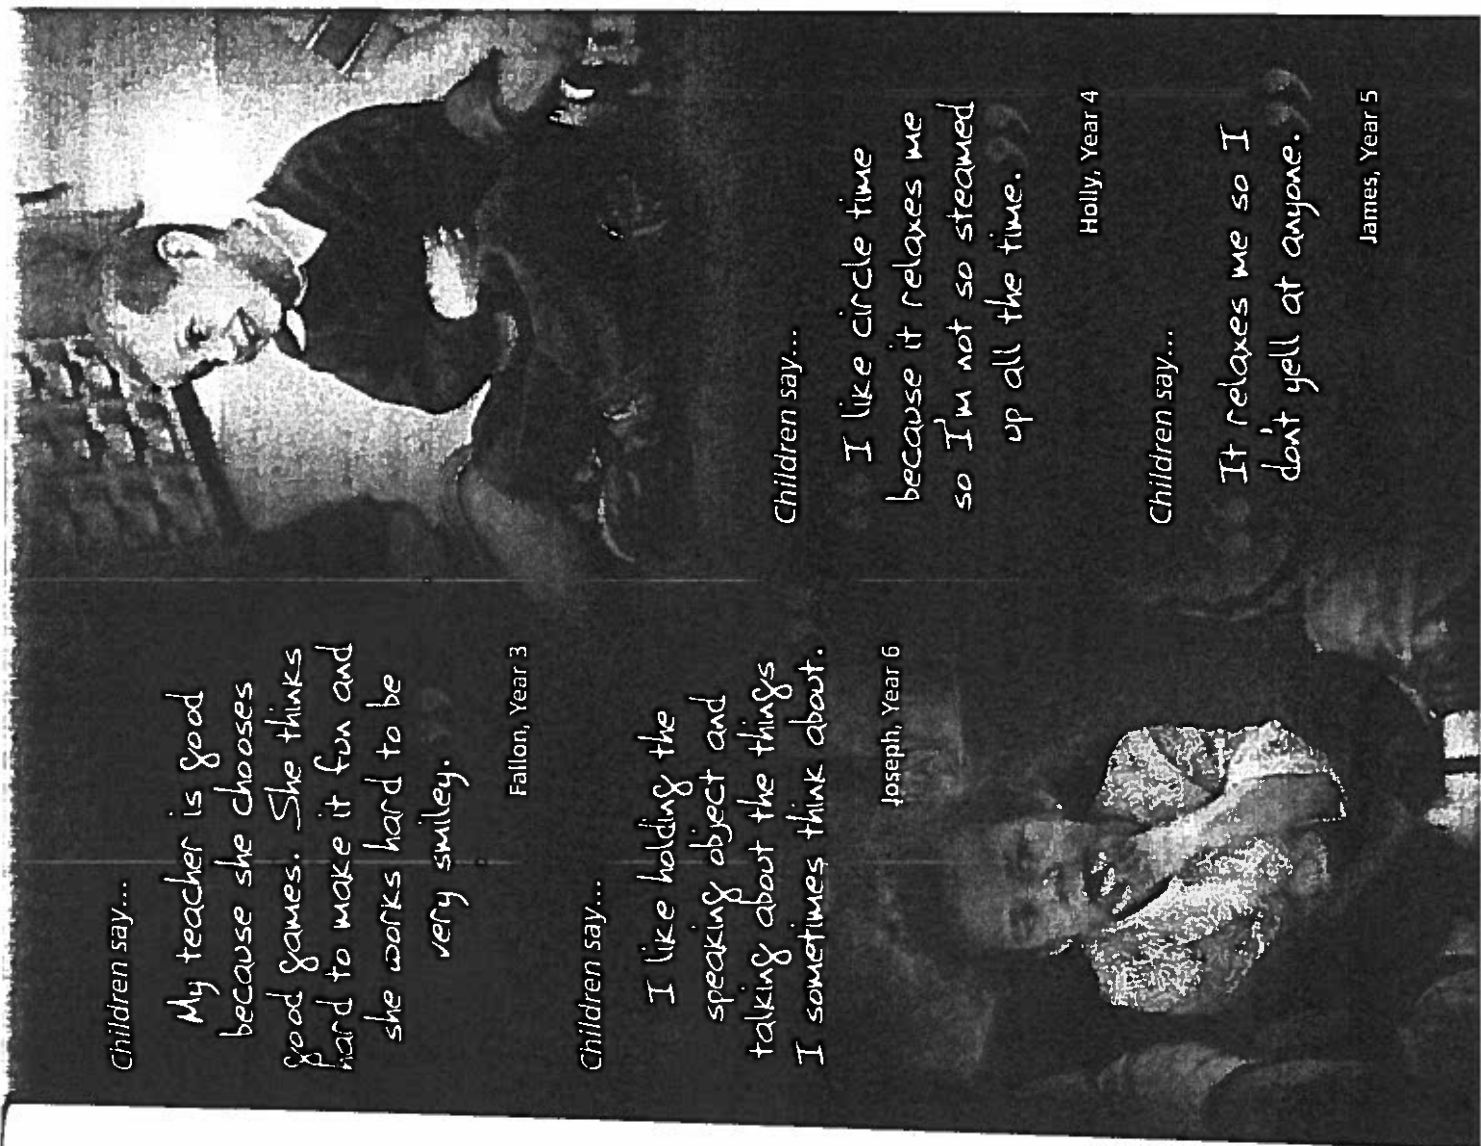 Children say...
My teacher is good
because she chooses
good games. She thinks
hard to make it fun and
she works hard to be
very smiley.”
Fallon, Year 3
Children say...
I like holding the
speaking object and
talking about the things
I sometimes think about.
Joseph, Year 6
Children say...
“I like circle time
because it relaxes me
so I'm not so steamed
up all the time.”
Holly, Year 4
Children say...
“It relaxes me so I
don't yell at anyone.”
James, Year 5